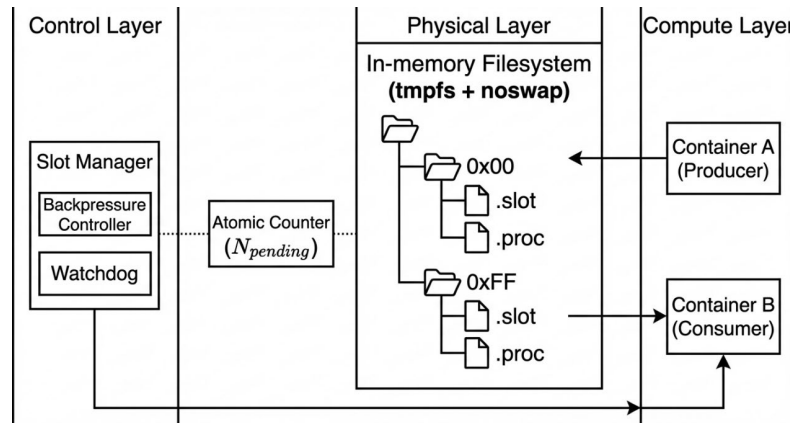 Control Layer
Slot Manager
Backpressure
Controller
Watchdog
Atomic Counter
(N_pending)
Physical Layer
In-memory Filesystem
(tmpfs + noswap)
0x00
.slot
.proc
0xFF
.slot
.proc
Compute Layer
Container A
(Producer)
Container B
(Consumer)